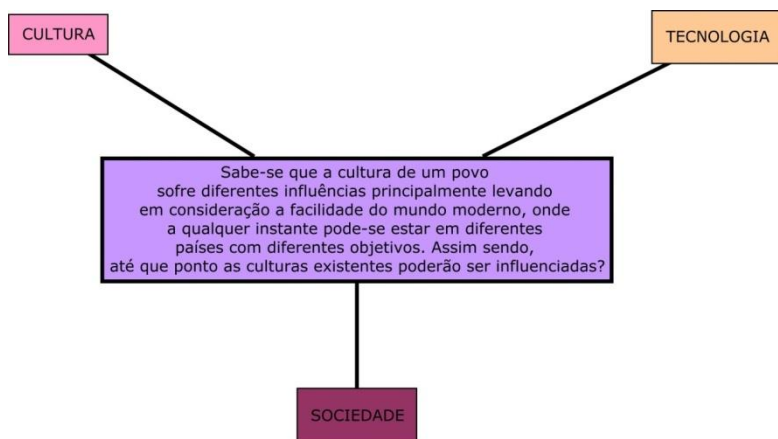 CULTURA
TECNOLOGIA
Sabe-se que a cultura de um povo
sofre diferentes influências principalmente levando
em consideração a facilidade do mundo moderno, onde
a qualquer instante pode-se estar em diferentes
países com diferentes objetivos. Assim sendo,
até que ponto as culturas existentes poderão ser influenciadas?
SOCIEDADE